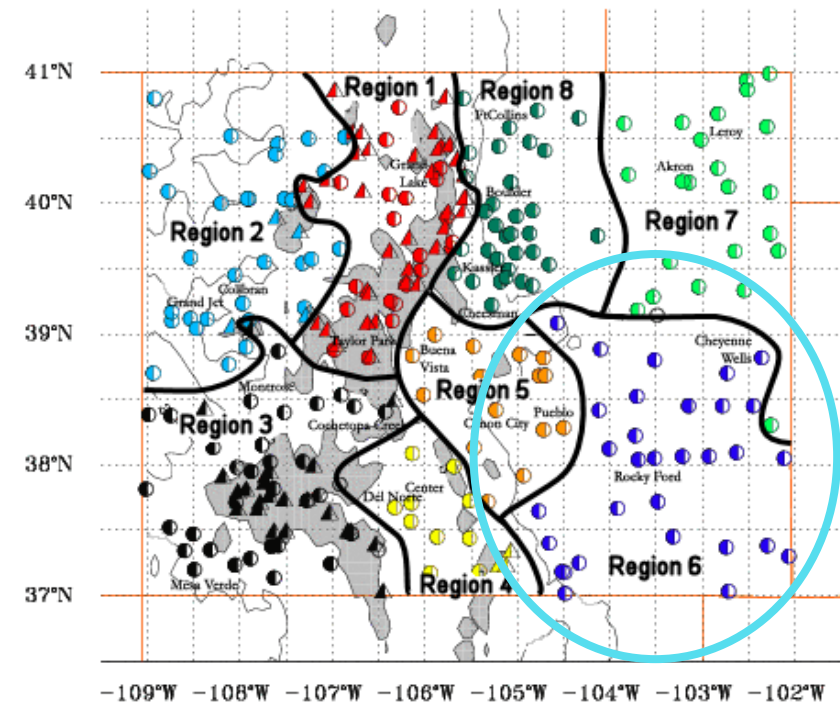 41°N
Region 1
Region 8
FtCollins
Leroy
Grand
Lake
Akron
Boulder
40°N
Region 7
Region 2
Kassler
Collbran
Grand Jct
Cheesman
39°N
Taylor Park
Buena
Vista
Cheyenne
Wells
Montrose
Region 5
Region 3
Cochetopa Creek
Canon City
Pueblo
38°N
Rocky Ford
Del Norte
Center
Region 6
Mesa Verde
Region 4
37°N
-109°W -108°W -107°W -106°W -105°W -104°W -103°W -102°W